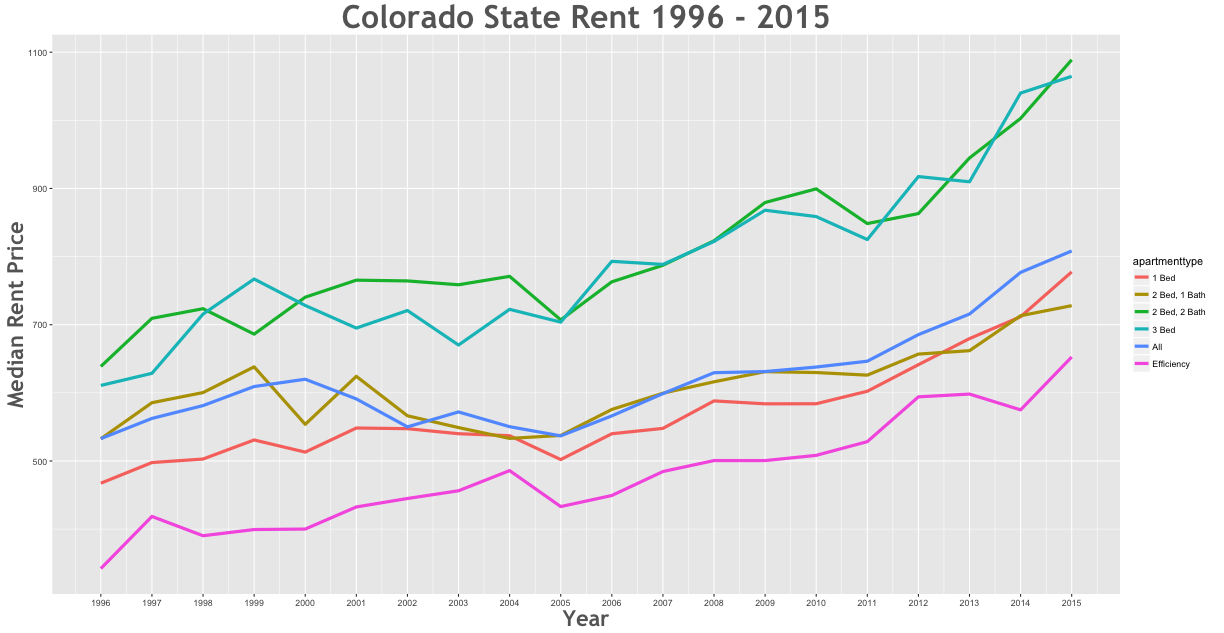 Colorado State Rent 1996 - 2015
Median Rent Price
1100
900
700
500
1996 1997 1998 1999 2000 2001 2002 2003 2004 2005 2006 2007 2008 2009 2010 2011 2012 2013 2014 2015
Year
apartmenttype
1 Bed
2 Bed, 1 Bath
2 Bed, 2 Bath
3 Bed
All
Efficiency